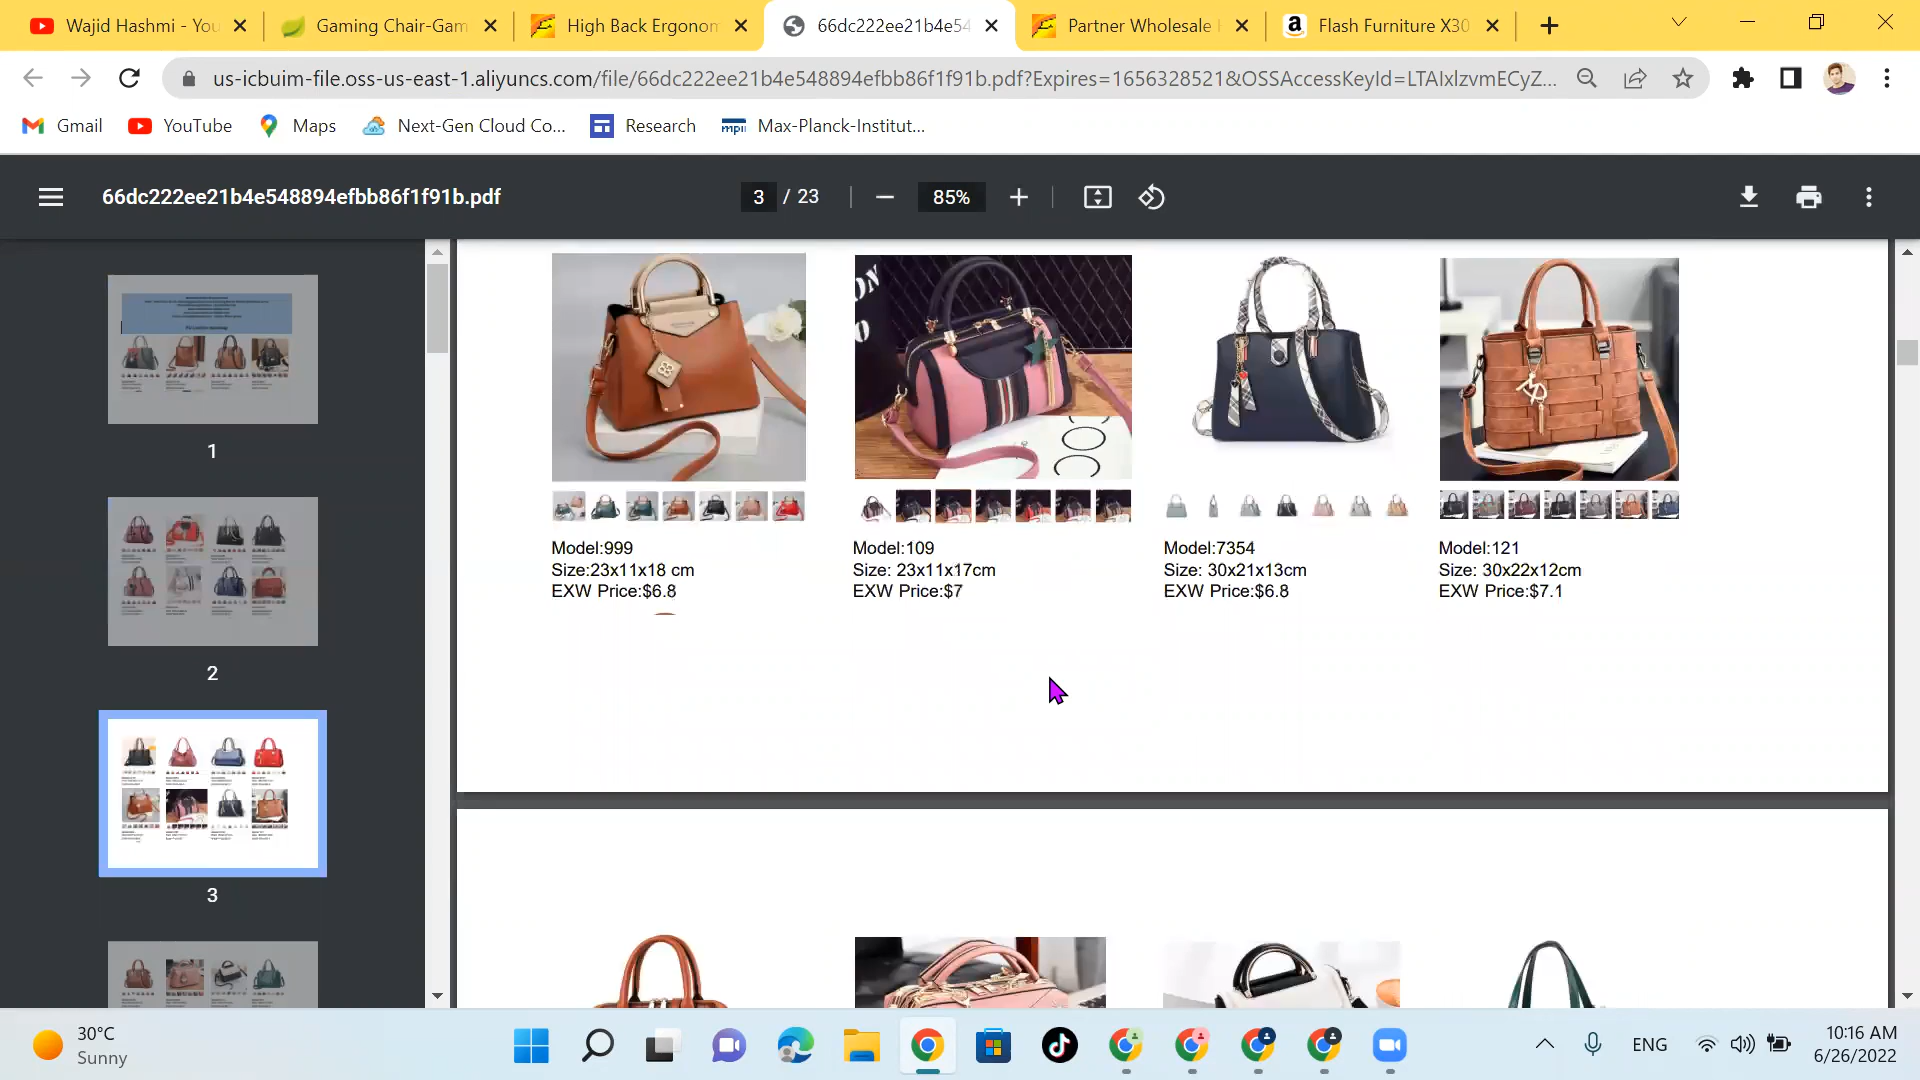 Wajid Hashmi - You
Gaming Chair-Gam
High Back Ergonom
66dc222ee21b4e54
Partner Wholesale
Flash Furniture X30
us-icbuim-file.oss-us-east-1.aliyuncs.com/file/66dc222ee21b4e548894efbb86f1f91b.pdf?Expires=1656328521&OSSAccessKeyId=LTAIxlzvmECyZ...
Gmail
YouTube
Maps
Next-Gen Cloud Co...
Research
mpii
Max-Planck-Institut...
66dc222ee21b4e548894efbb86f1f91b.pdf
3 / 23
85%
1
2
3
Model:999
Size:23x11x18 cm
EXW Price:$6.8
Model:109
Size: 23x11x17cm
EXW Price:$7
Model:7354
Size: 30x21x13cm
EXW Price:$6.8
Model:121
Size: 30x22x12cm
EXW Price:$7.1
30°C
Sunny
ENG
10:16 AM
6/26/2022